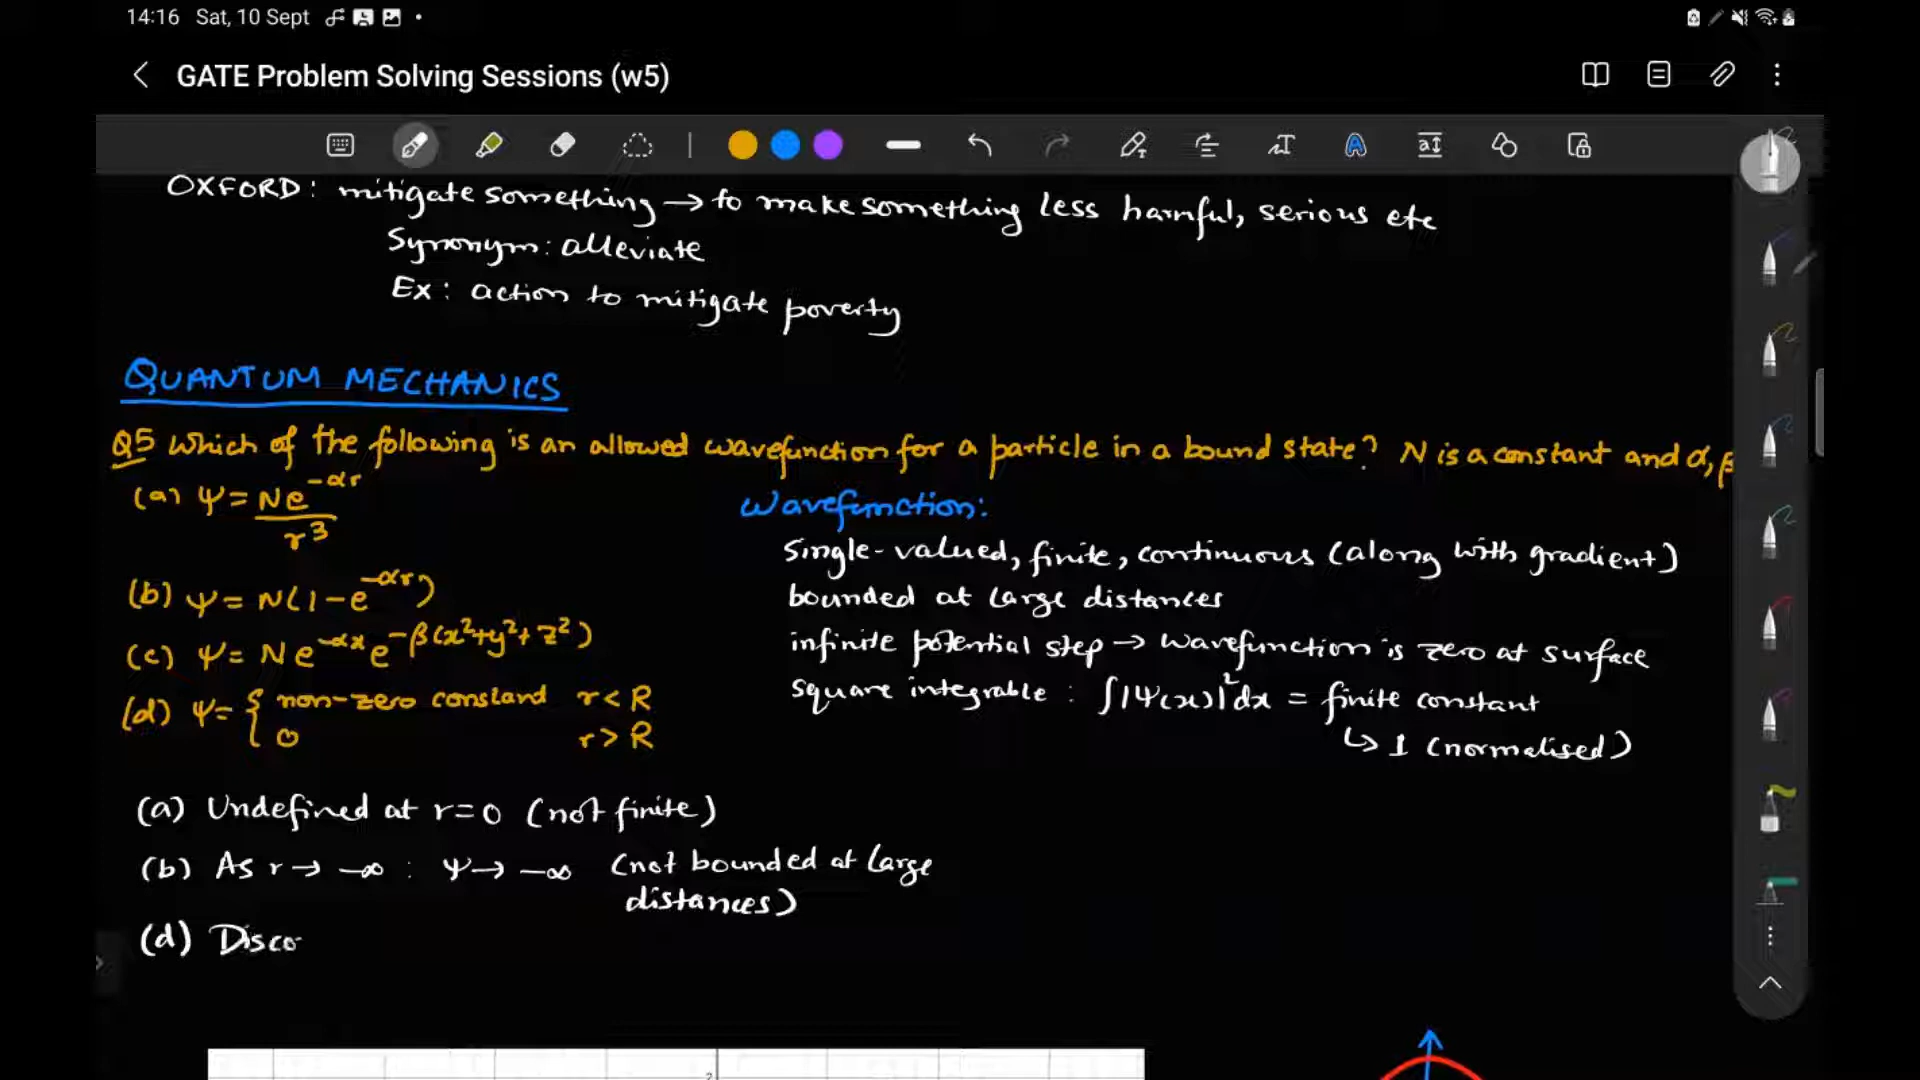 14:16 Sat, 10 Sept
GATE Problem Solving Sessions (w5)
OXFORD: mitigate something → to make something less harmful, serious etc
Synonym: alleviate
Ex: action to mitigate poverty
QUANTUM MECHANICS
Q5 Which of the following is an allowed wavefunction for a particle in a bound state? N is a constant and α, β
(a) Ψ = Ne^-αr / r^3
(b) Ψ = N(1-e^-αr)
(c) Ψ = Ne^-αx e^-β(x²+y²+z²)
(d) Ψ = { non-zero constand r < R
0 r > R
Wavefunction:
Single-valued, finite, continuous (along with gradient)
bounded at large distances
infinite potential step → wavefunction is zero at surface
square integrable : ∫|Ψ(x)|²dx = finite constant
↳ 1 (normalised)
(a) Undefined at r=0 (not finite)
(b) As r → -∞ : Ψ → -∞ (not bounded at large
distances)
(d) Disco
2